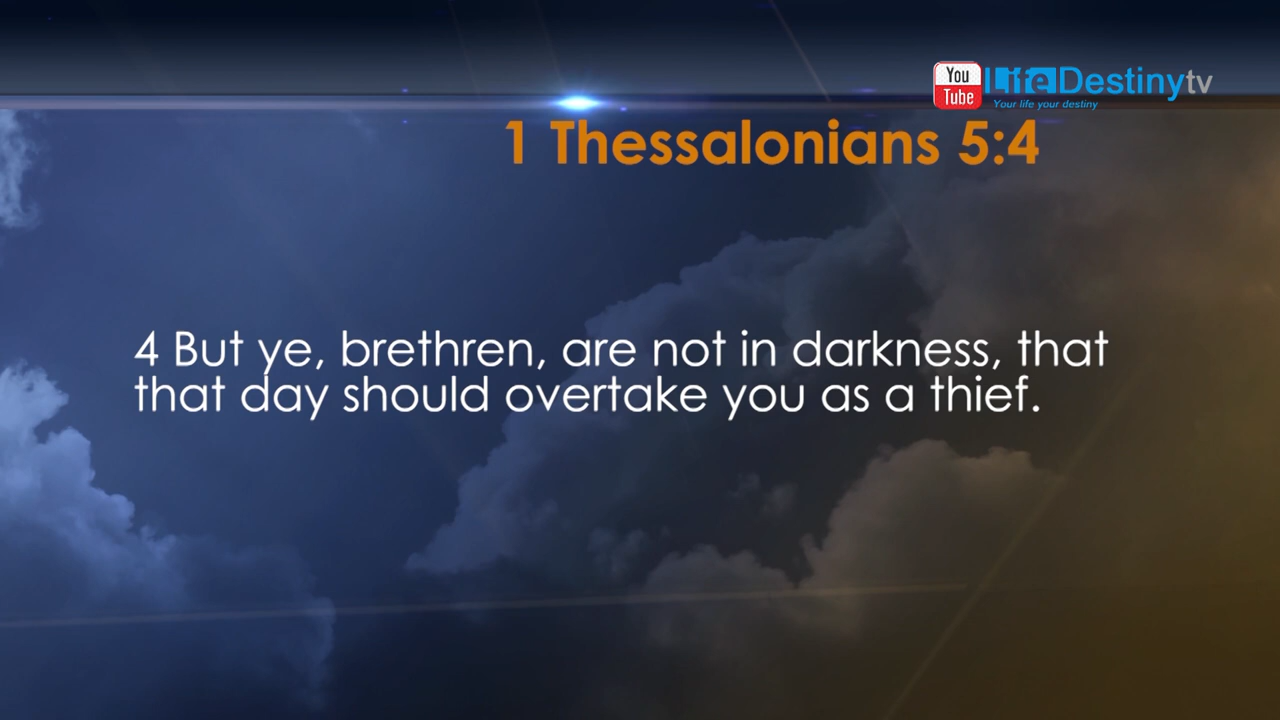 You
Tube
LifeDestinytv
Your life your destiny
1 Thessalonians 5:4
4 But ye, brethren, are not in darkness, that
that day should overtake you as a thief.